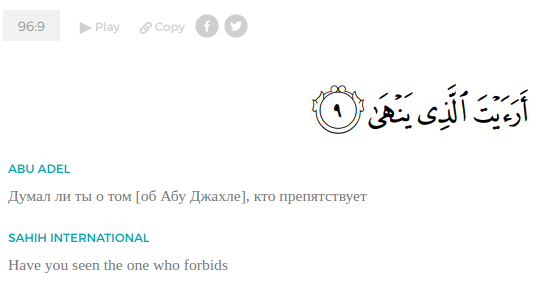 96:9 Play Copy
أَرَءَيْتَ ٱلَّذِى يَنْهَىٰ ٩
ABU ADEL
Думал ли ты о том [об Абу Джахле], кто препятствует
SAHIH INTERNATIONAL
Have you seen the one who forbids